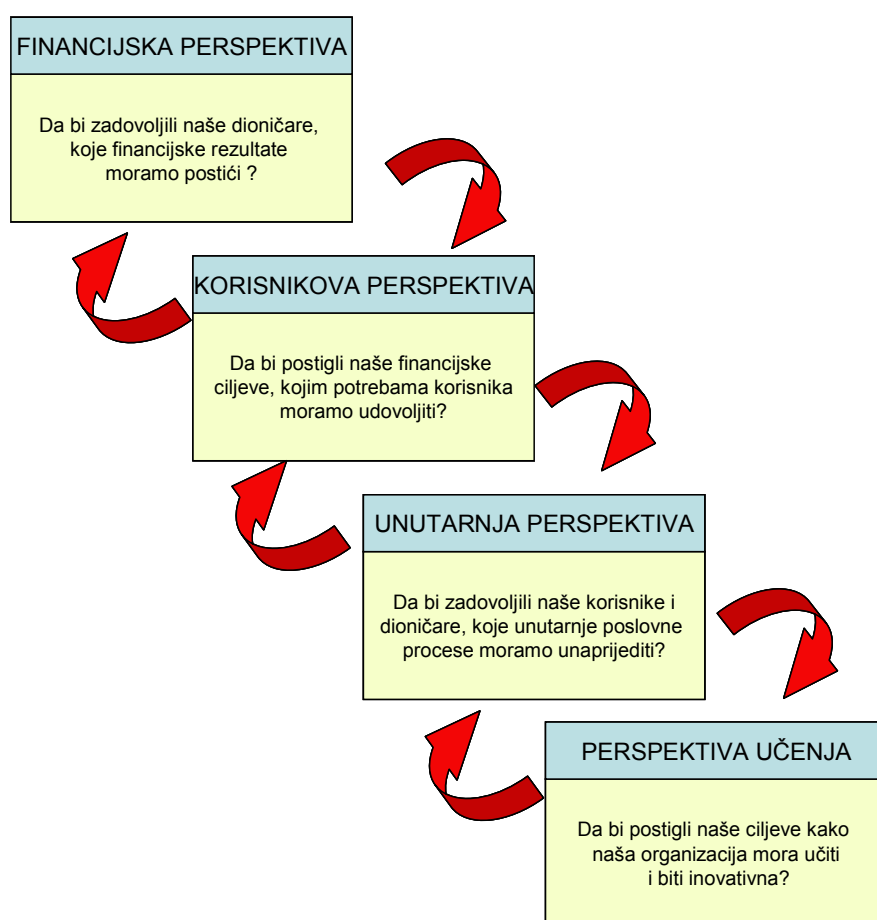 FINANCIJSKA PERSPEKTIVA
Da bi zadovoljili naše dioničare,
koje financijske rezultate
moramo postići ?
KORISNIKOVA PERSPEKTIVA
Da bi postigli naše financijske
ciljeve, kojim potrebama korisnika
moramo udovoljiti?
UNUTARNJA PERSPEKTIVA
Da bi zadovoljili naše korisnike i
dioničare, koje unutarnje poslovne
procese moramo unaprijediti?
PERSPEKTIVA UČENJA
Da bi postigli naše ciljeve kako
naša organizacija mora učiti
i biti inovativna?